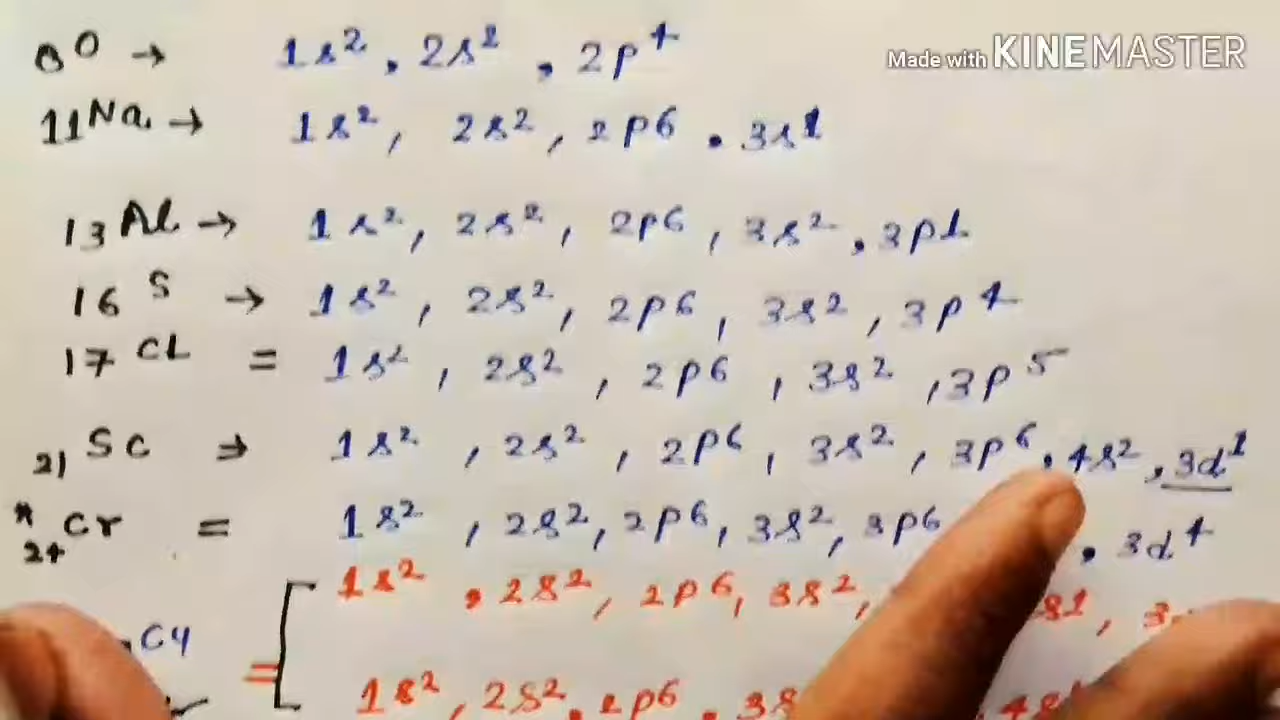 Made with KINEMASTER
8O → 1s², 2s², 2p⁴
11Na → 1s², 2s², 2p6, 3s1
13Al → 1s², 2s², 2p6, 3s², 3p1
16S → 1s², 2s², 2p6, 3s², 3p⁴
17Cl = 1s², 2s², 2p6, 3s², 3p⁵
21Sc ⇒ 1s², 2s², 2p⁶, 3s², 3p⁶, 4s², 3d¹
*24Cr = 1s², 2s², 2p⁶, 3s², 3p6 , 3d⁴
= 1s², 2s², 2p⁶, 3s²,
1s², 2s², 2p⁶, 3s